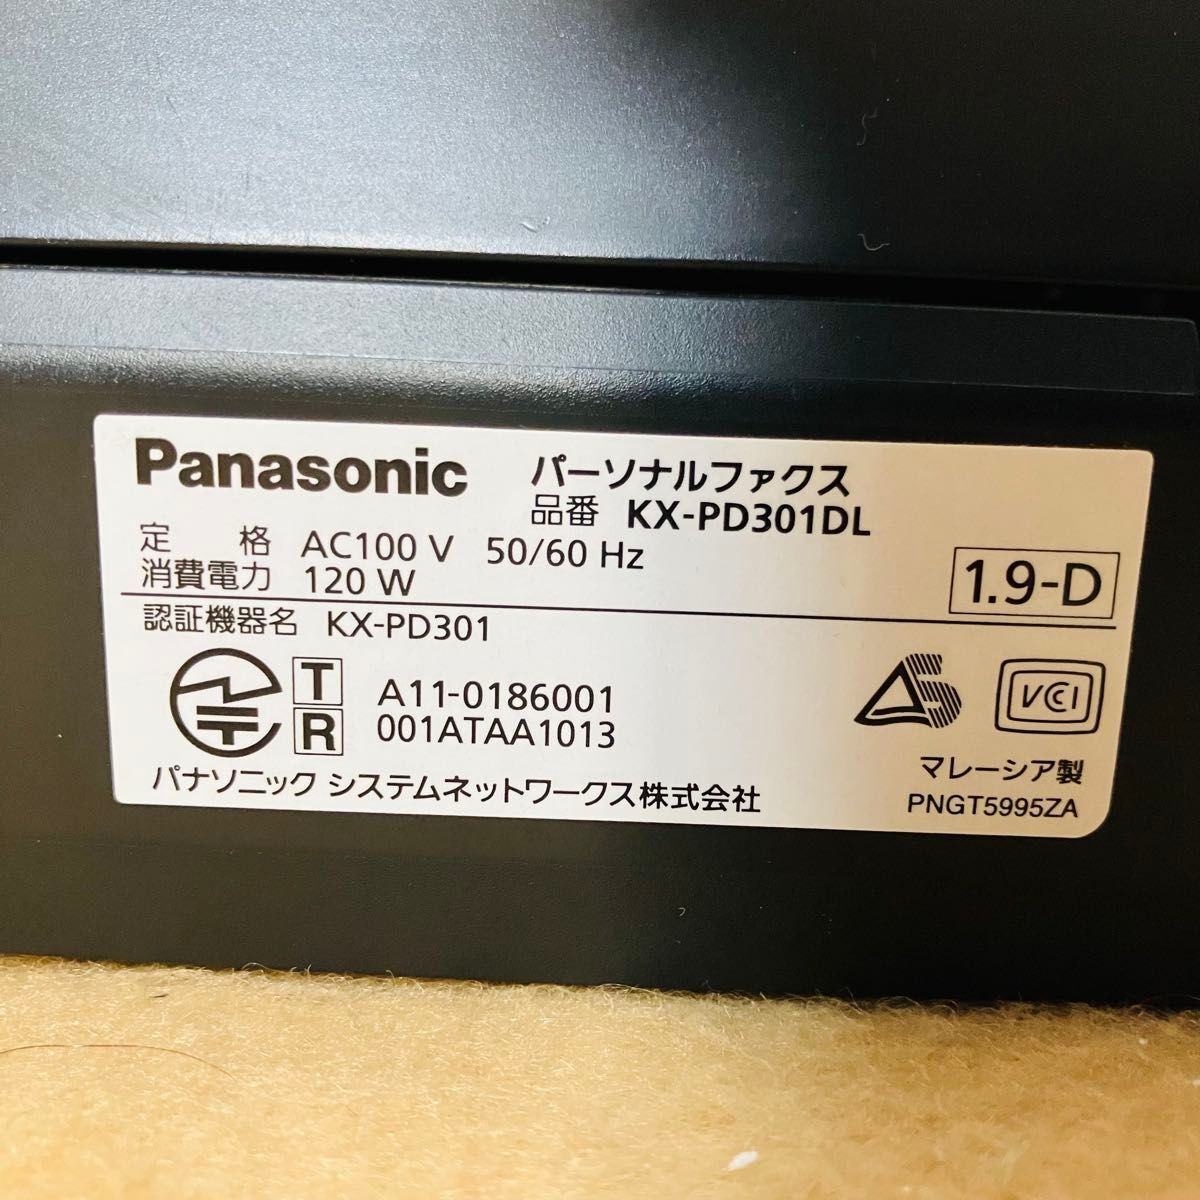 Panasonic パーソナルファクス
品番 KX-PD301DL
定 格 AC100 V 50/60 Hz
消費電力 120 W
1.9-D
認証機器名 KX-PD301
T A11-0186001
R 001ATAA1013
VCCI
パナソニック システムネットワークス株式会社
マレーシア製
PNGT5995ZA